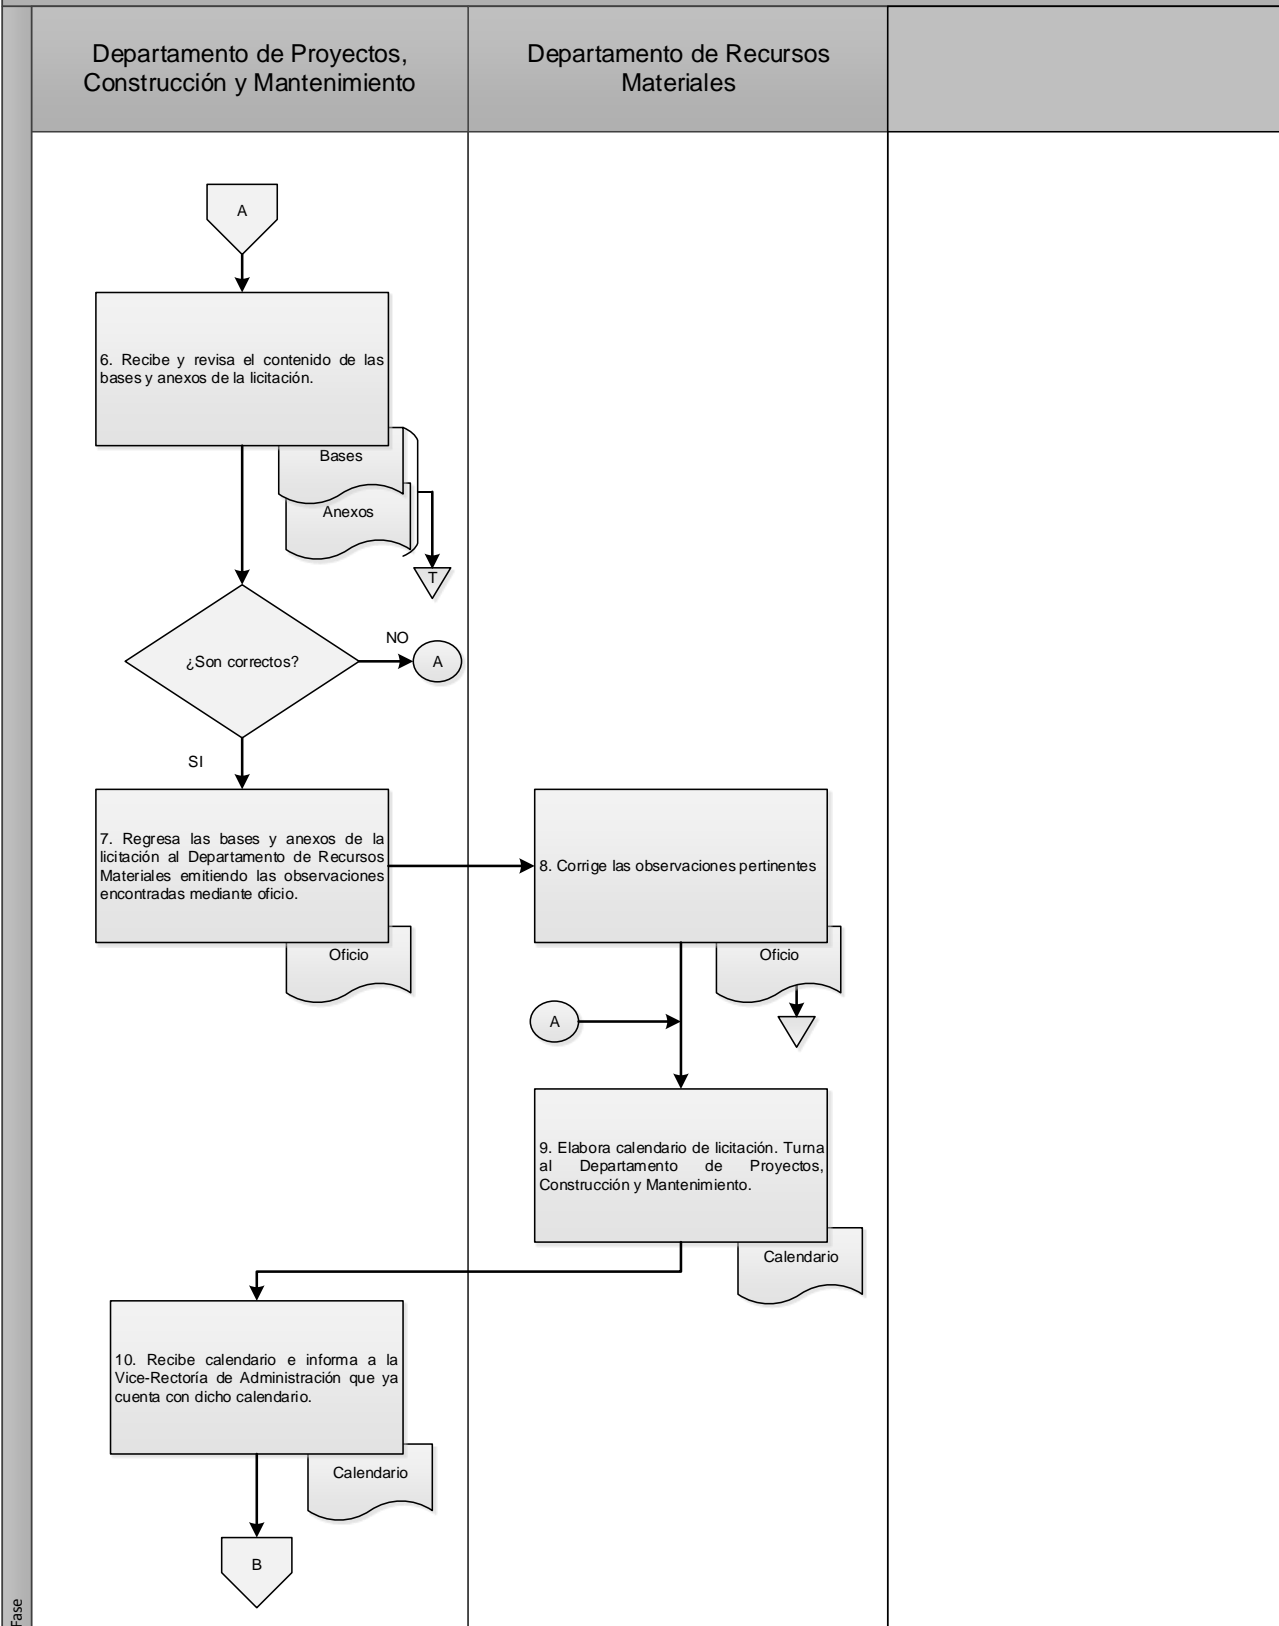 Departamento de Proyectos,
Construcción y Mantenimiento
Departamento de Recursos
Materiales
A
6. Recibe y revisa el contenido de las
bases y anexos de la licitación.
Bases
Anexos
T
¿Son correctos?
NO
A
SI
7. Regresa las bases y anexos de la
licitación al Departamento de Recursos
Materiales emitiendo las observaciones
encontradas mediante oficio.
Oficio
8. Corrige las observaciones pertinentes
Oficio
A
9. Elabora calendario de licitación. Turna
al Departamento de Proyectos,
Construcción y Mantenimiento.
Calendario
10. Recibe calendario e informa a la
Vice-Rectoría de Administración que ya
cuenta con dicho calendario.
Calendario
B
Fase